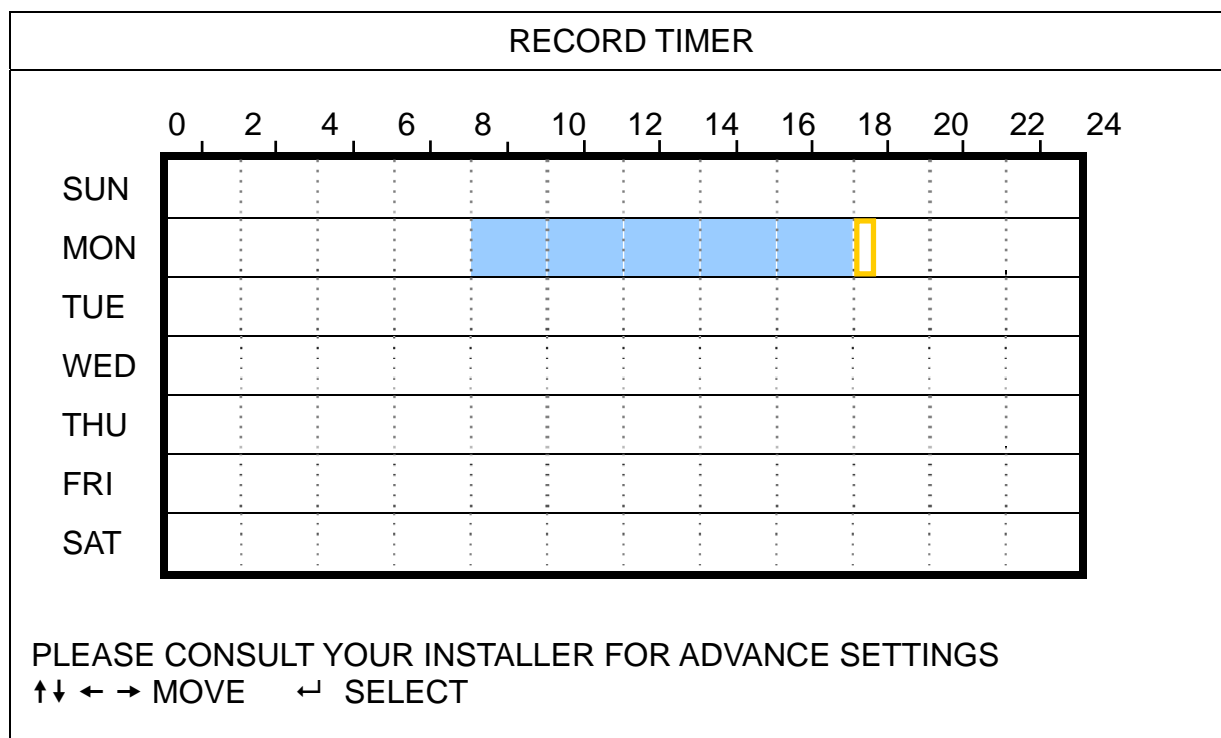 RECORD TIMER
0 2 4 6 8 10 12 14 16 18 20 22 24
SUN
MON
TUE
WED
THU
FRI
SAT
PLEASE CONSULT YOUR INSTALLER FOR ADVANCE SETTINGS
↑↓ ← → MOVE ↵ SELECT